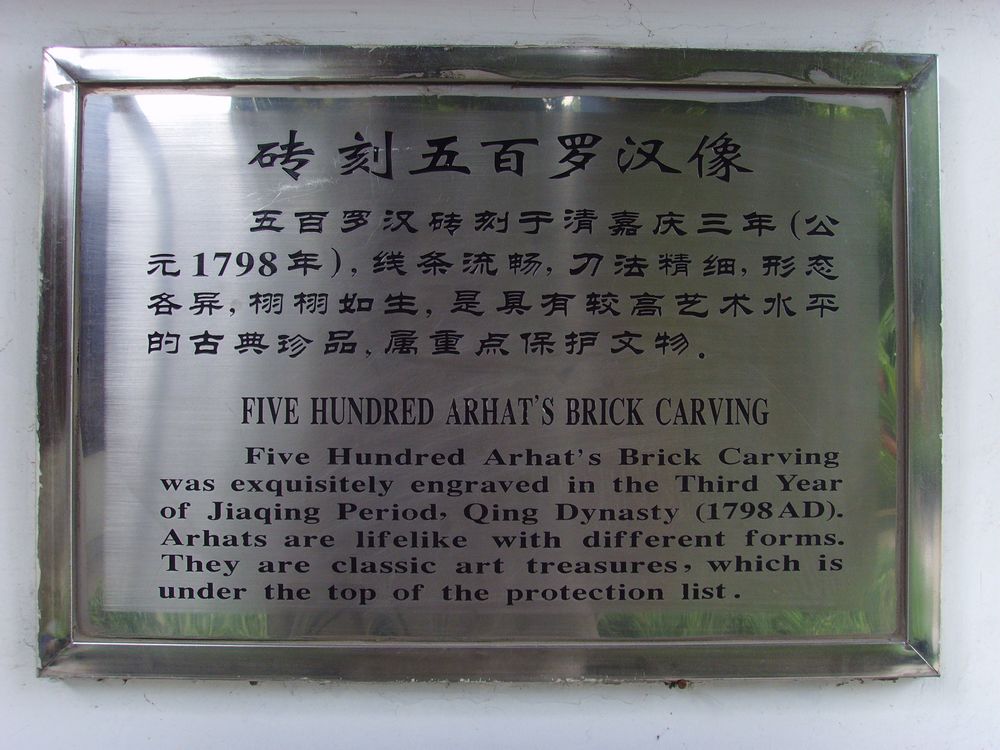 砖刻五百罗汉像
五百罗汉砖刻于清嘉庆三年(公
元1798年),线条流畅,刀法精细,形态
各异,栩栩如生,是具有较高艺术水平
的古典珍品,属重点保护文物.
FIVE HUNDRED ARHAT'S BRICK CARVING
Five Hundred Arhat's Brick Carving
was exquisitely engraved in the Third Year
of Jiaqing Period, Qing Dynasty (1798AD).
Arhats are lifelike with different forms.
They are classic art treasures, which is
under the top of the protection list.